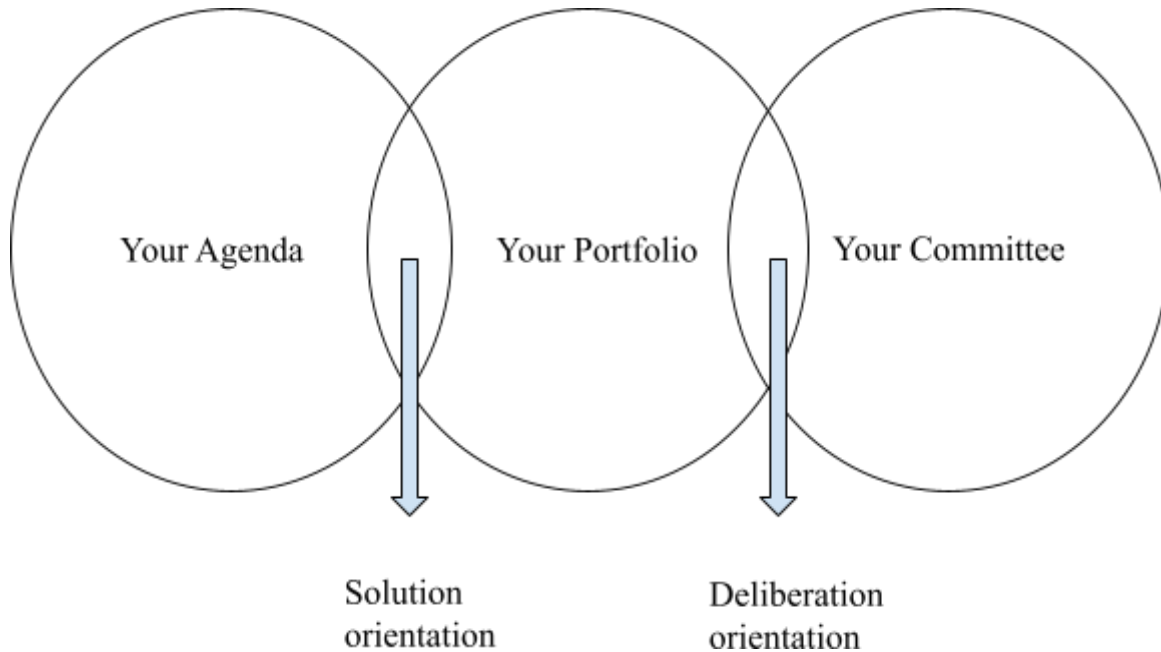 Your Agenda
Your Portfolio
Your Committee
Solution
orientation
Deliberation
orientation